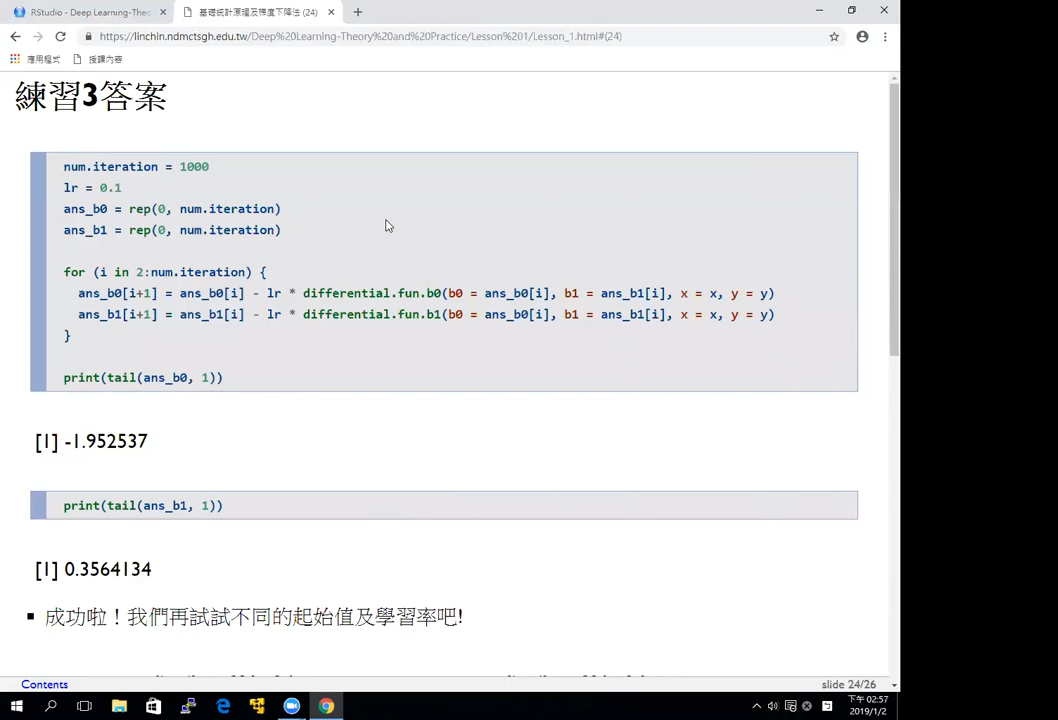 RStudio - Deep Learning-Theo
基礎統計原理及梯度下降法 (24)
https://linchin.ndmctsgh.edu.tw/Deep%20Learning-Theory%20and%20Practice/Lesson%201/Lesson_1.html#(24)
應用程式
授課內容
練習3答案
num.iteration = 1000
lr = 0.1
ans_b0 = rep(0, num.iteration)
ans_b1 = rep(0, num.iteration)
for (i in 2:num.iteration) {
ans_b0[i+1] = ans_b0[i] - lr * differential.fun.b0(b0 = ans_b0[i], b1 = ans_b1[i], x = x, y = y)
ans_b1[i+1] = ans_b1[i] - lr * differential.fun.b1(b0 = ans_b0[i], b1 = ans_b1[i], x = x, y = y)
}
print(tail(ans_b0, 1))
[1] -1.952537
print(tail(ans_b1, 1))
[1] 0.3564134
▪ 成功啦！我們再試試不同的起始值及學習率吧!
Contents
slide 24/26
下午 02:57
2019/1/2